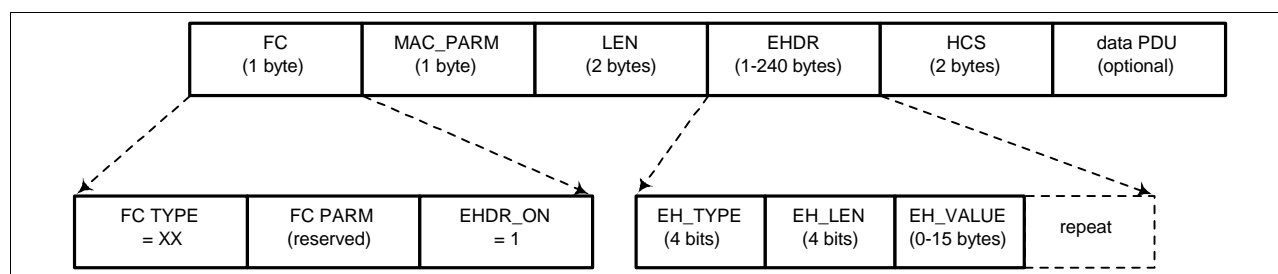 FC MAC_PARM LEN EHDR HCS data PDU
(1 byte) (1 byte) (2 bytes) (1-240 bytes) (2 bytes) (optional)
FC TYPE FC PARM EHDR_ON EH_TYPE EH_LEN EH_VALUE repeat
= XX (reserved) = 1 (4 bits) (4 bits) (0-15 bytes)